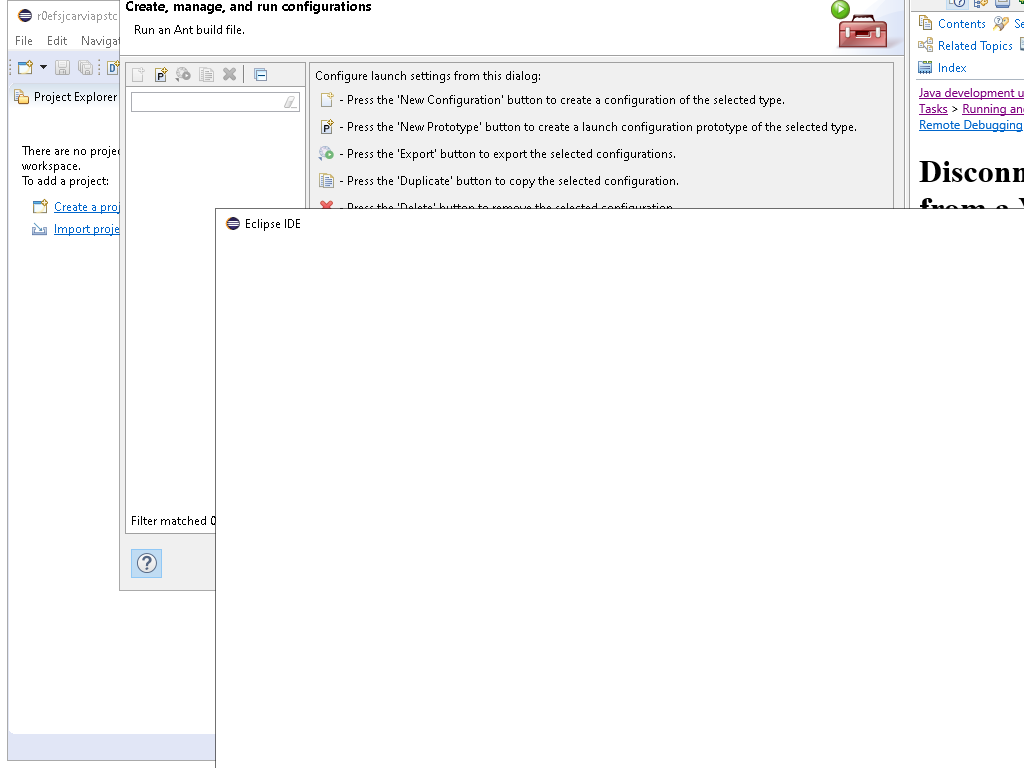 r0efsjcarviapstc
File Edit Navigat
Project Explorer
There are no projec
workspace.
To add a project:
Create a proj
Import proje
Create, manage, and run configurations
Run an Ant build file.
Filter matched 0
Configure launch settings from this dialog:
- Press the 'New Configuration' button to create a configuration of the selected type.
- Press the 'New Prototype' button to create a launch configuration prototype of the selected type.
- Press the 'Export' button to export the selected configurations.
- Press the 'Duplicate' button to copy the selected configuration.
- Press the 'Delete' button to remove the selected configuration.
Eclipse IDE
Contents Se
Related Topics
Index
Java development u
Tasks > Running and
Remote Debugging
Disconn
from a V